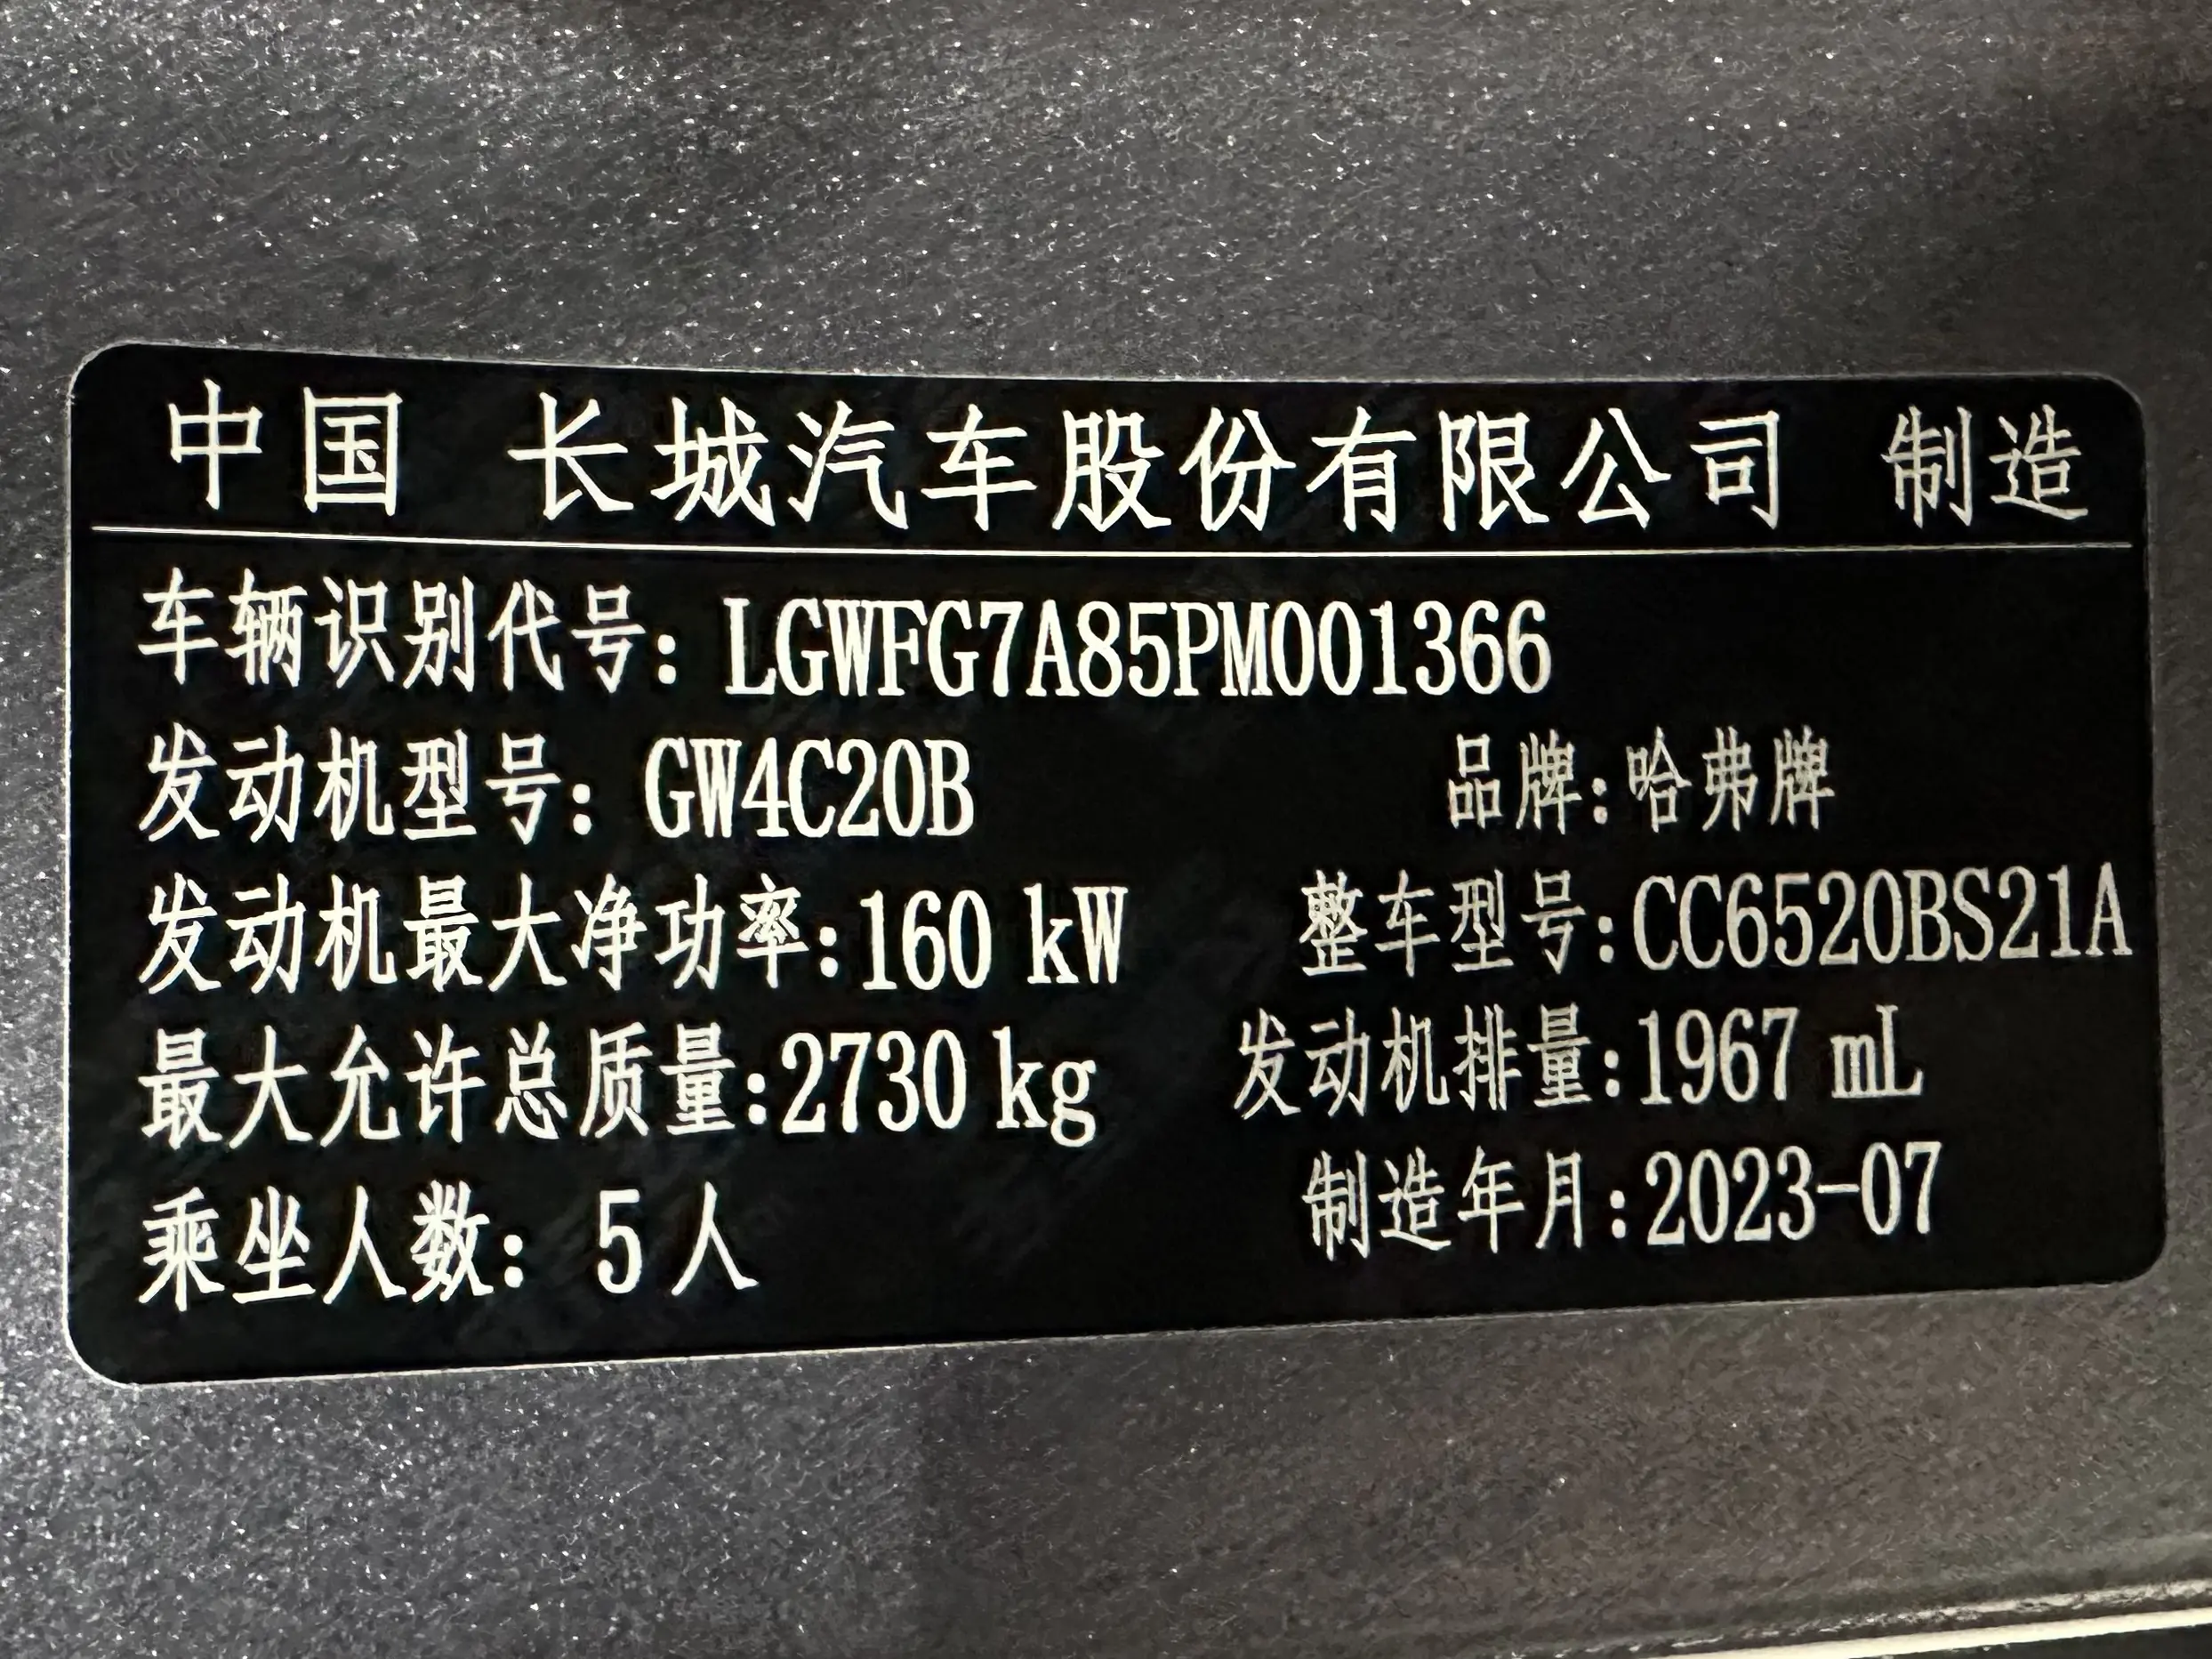 中国 长城汽车股份有限公司 制造
车辆识别代号: LGWFG7A85PM001366
发动机型号: GW4C20B 品牌:哈弗牌
发动机最大净功率:160 kW 整车型号:CC6520BS21A
最大允许总质量:2730 kg 发动机排量:1967 mL
乘坐人数: 5人 制造年月:2023-07